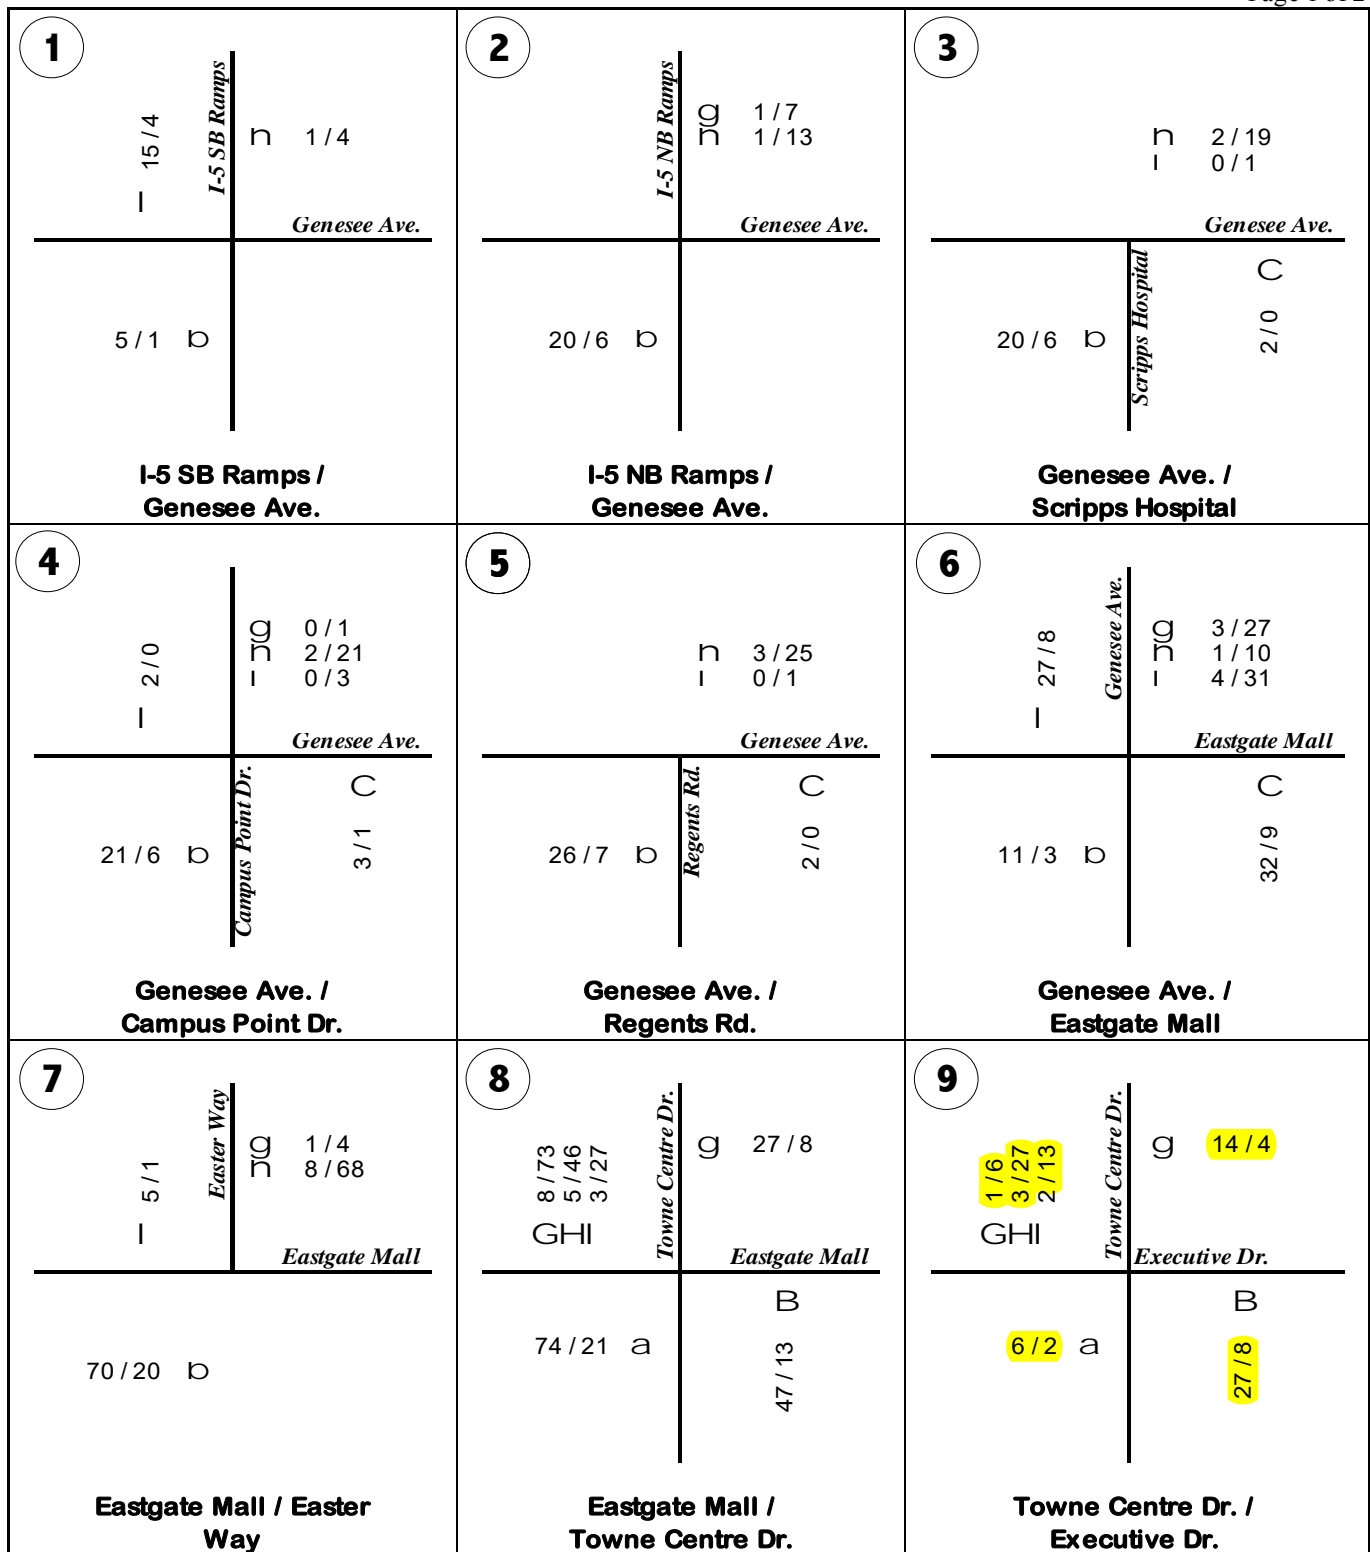 1
I-5 SB Ramps
15 / 4
l
h 1 / 4
Genesee Ave.
5 / 1 b
I-5 SB Ramps /
Genesee Ave.
2
I-5 NB Ramps
g 1 / 7
h 1 / 13
Genesee Ave.
20 / 6 b
I-5 NB Ramps /
Genesee Ave.
3
h 2 / 19
i 0 / 1
Genesee Ave.
Scripps Hospital
C
2 / 0
20 / 6 b
Genesee Ave. /
Scripps Hospital
4
2 / 0
I
g 0 / 1
h 2 / 21
i 0 / 3
Genesee Ave.
Campus Point Dr.
C
3 / 1
21 / 6 b
Genesee Ave. /
Campus Point Dr.
5
h 3 / 25
i 0 / 1
Genesee Ave.
Regents Rd.
C
2 / 0
26 / 7 b
Genesee Ave. /
Regents Rd.
6
27 / 8
I
Genesee Ave.
g 3 / 27
h 1 / 10
i 4 / 31
Eastgate Mall
C
32 / 9
11 / 3 b
Genesee Ave. /
Eastgate Mall
7
5 / 1
I
Easter Way
g 1 / 4
h 8 / 68
Eastgate Mall
70 / 20 b
Eastgate Mall / Easter
Way
8
8 / 73
5 / 46
3 / 27
GHI
Towne Centre Dr.
g 27 / 8
Eastgate Mall
B
47 / 13
74 / 21 a
Eastgate Mall /
Towne Centre Dr.
9
1 / 6
3 / 27
2 / 13
GHI
Towne Centre Dr.
g 14 / 4
Executive Dr.
B
27 / 8
6 / 2 a
Towne Centre Dr. /
Executive Dr.